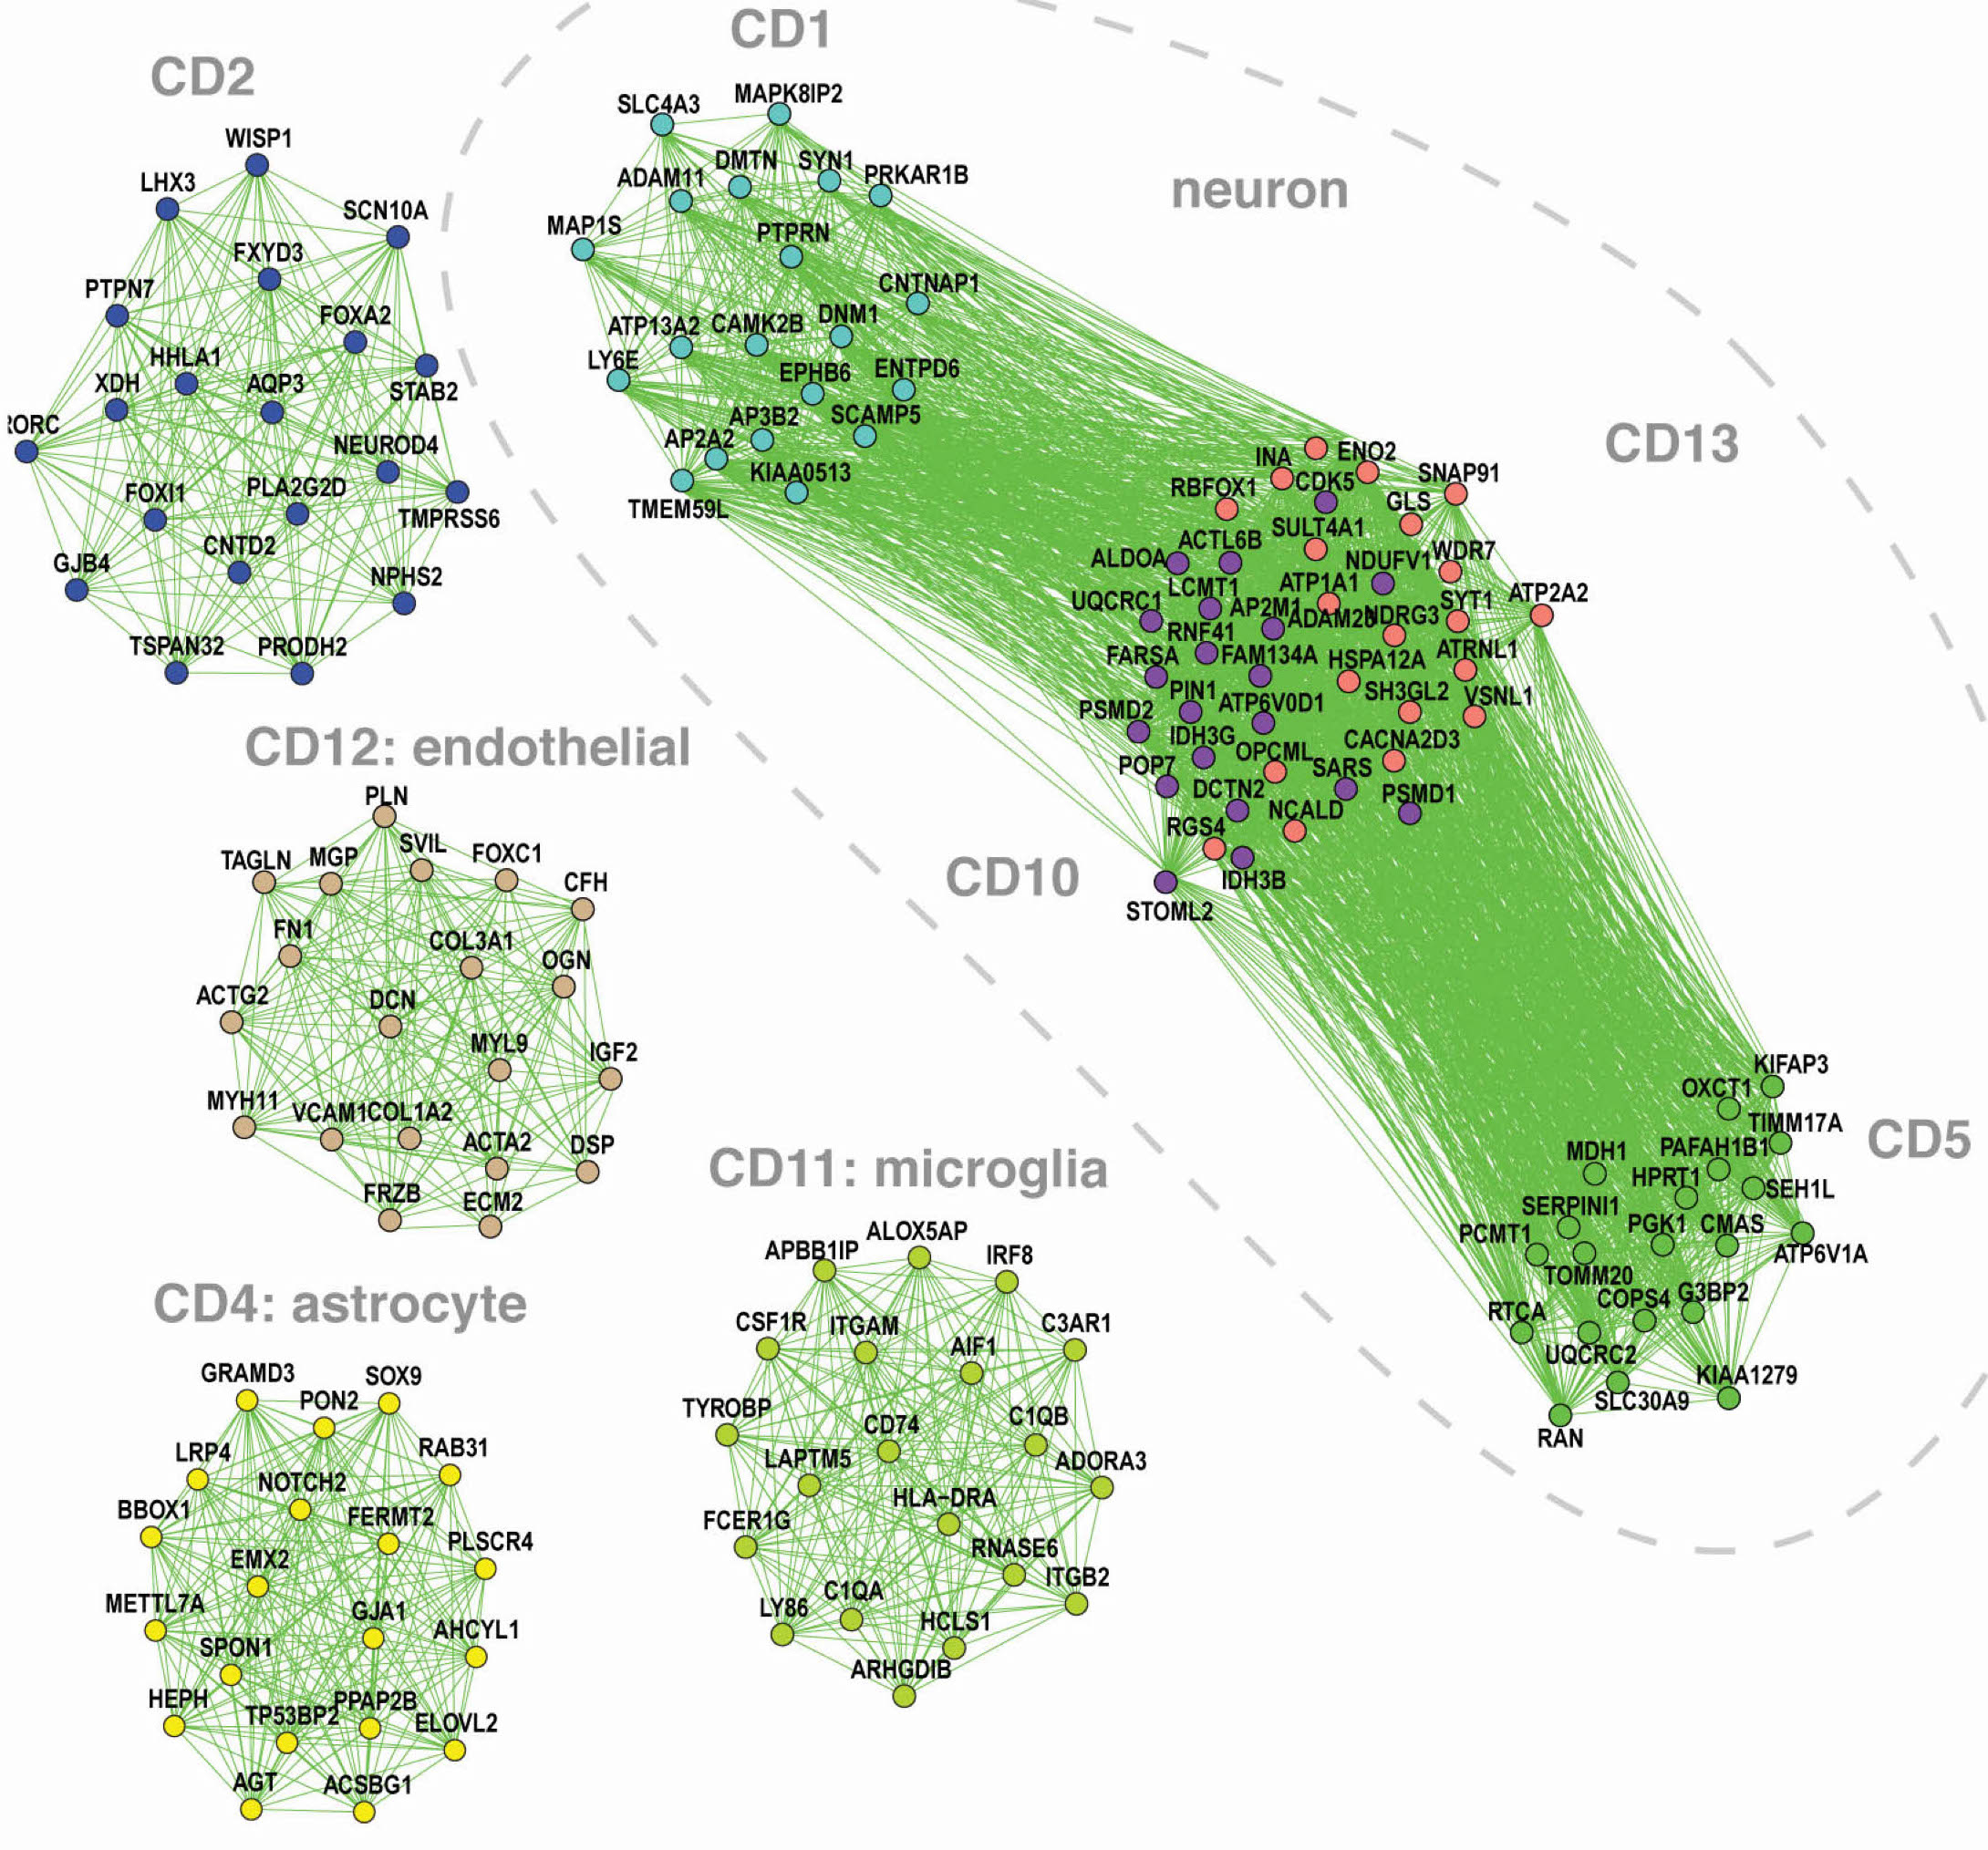 CD1
CD2
neuron
CD13
CD10
CD5
CD12: endothelial
CD11: microglia
CD4: astrocyte
WISP1
LHX3
SCN10A
FXYD3
PTPN7
FOXA2
HHLA1
XDH
AQP3
STAB2
RORC
NEUROD4
FOXI1
PLA2G2D
TMPRSS6
CNTD2
GJB4
NPHS2
TSPAN32
PRODH2
SLC4A3
MAPK8IP2
DMTN
SYN1
PRKAR1B
ADAM11
MAP1S
PTPRN
CNTNAP1
ATP13A2
CAMK2B
DNM1
LY6E
EPHB6
ENTPD6
AP3B2
SCAMP5
AP2A2
KIAA0513
TMEM59L
INA
ENO2
SNAP91
RBFOX1
CDK5
GLS
SULT4A1
ALDOA
ACTL6B
NDUFV1
WDR7
LCMT1
ATP1A1
ATP2A2
UQCRC1
AP2M1
ADAM23
NDRG3
SYT1
RNF41
FARSA
FAM134A
HSPA12A
ATRNL1
PIN1
SH3GL2
VSNL1
PSMD2
ATP6V0D1
IDH3G
OPCML
CACNA2D3
POP7
SARS
DCTN2
NCALD
PSMD1
RGS4
IDH3B
STOML2
KIFAP3
OXCT1
TIMM17A
MDH1
PAFAH1B1
HPRT1
SEH1L
SERPINI1
PCMT1
PGK1
CMAS
ATP6V1A
TOMM20
COPS4
G3BP2
RTCA
UQCRC2
KIAA1279
SLC30A9
RAN
PLN
SVIL
TAGLN
MGP
FOXC1
CFH
FN1
COL3A1
OGN
ACTG2
DCN
MYL9
IGF2
MYH11
VCAM1
COL1A2
ACTA2
DSP
FRZB
ECM2
ALOX5AP
APBB1IP
IRF8
CSF1R
ITGAM
C3AR1
AIF1
TYROBP
CD74
C1QB
LAPTM5
ADORA3
HLA-DRA
FCER1G
RNASE6
ITGB2
C1QA
LY86
HCLS1
ARHGDIB
GRAMD3
SOX9
PON2
LRP4
RAB31
NOTCH2
BBOX1
FERMT2
PLSCR4
EMX2
METTL7A
GJA1
AHCYL1
SPON1
HEPH
PPAP2B
TP53BP2
ELOVL2
AGT
ACSBG1